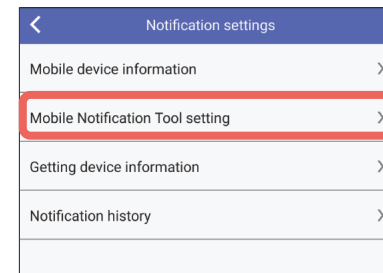 Notification settings
Mobile device information
Mobile Notification Tool setting
Getting device information
Notification history